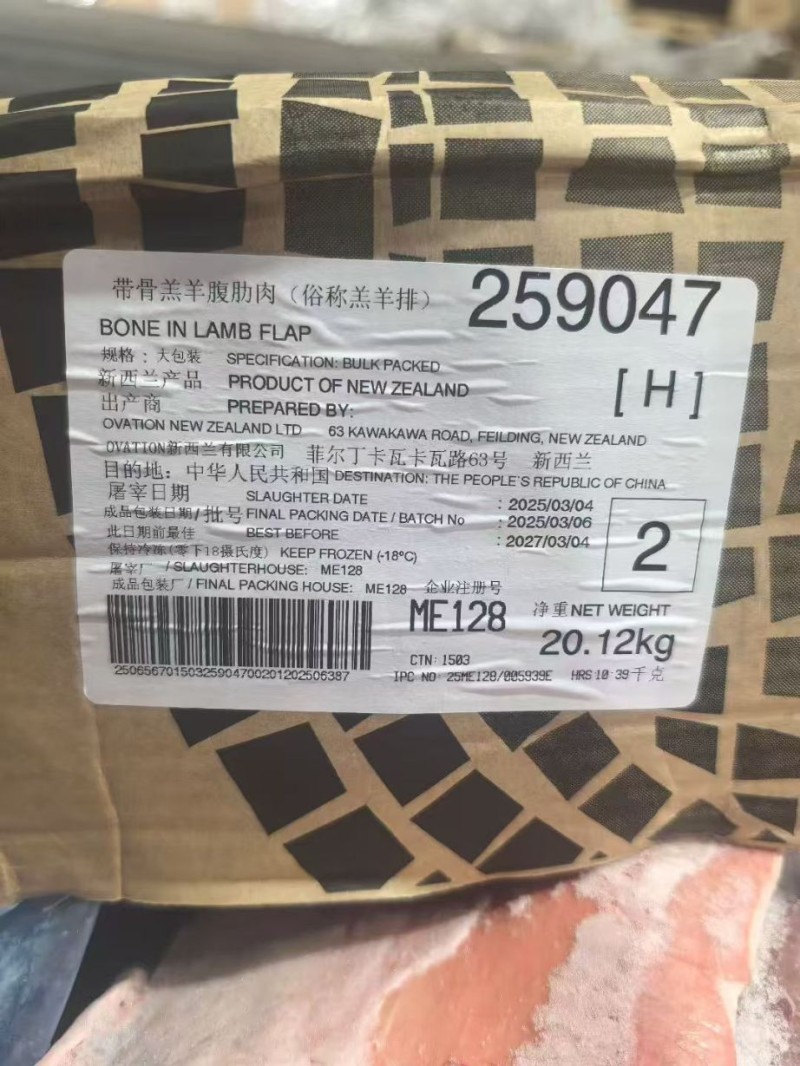 带骨羔羊腹肋肉（俗称羔羊排）
259047
BONE IN LAMB FLAP
规格：大包装 SPECIFICATION: BULK PACKED
新西兰产品 PRODUCT OF NEW ZEALAND
[H]
出产商 PREPARED BY:
OVATION NEW ZEALAND LTD 63 KAWAKAWA ROAD, FEILDING, NEW ZEALAND
OVATION新西兰有限公司 菲尔丁卡瓦卡瓦路63号 新西兰
目的地：中华人民共和国 DESTINATION: THE PEOPLE'S REPUBLIC OF CHINA
屠宰日期 SLAUGHTER DATE : 2025/03/04
成品包装日期/批号 FINAL PACKING DATE / BATCH No : 2025/03/06
此日期前最佳 BEST BEFORE : 2027/03/04
2
保持冷冻(零下18摄氏度) KEEP FROZEN (-18°C)
屠宰厂 / SLAUGHTERHOUSE: ME128
成品包装厂 / FINAL PACKING HOUSE: ME128 企业注册号
ME128
净重 NET WEIGHT
20.12kg
CTN: 1503
25065670150325904700201202506387
IPC NO 25ME128/005939E HRS 10:39 千克